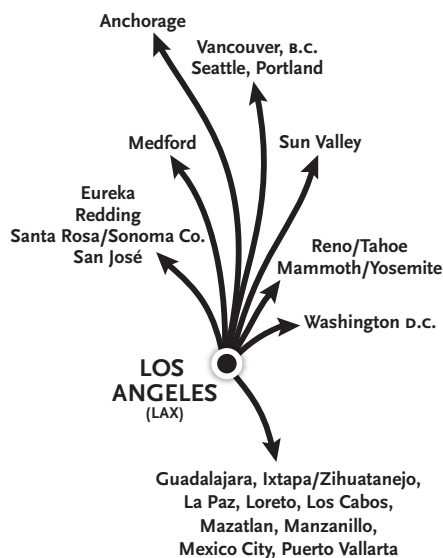 Anchorage
Vancouver, B.C.
Seattle, Portland
Medford
Sun Valley
Eureka
Redding
Santa Rosa/Sonoma Co.
San José
Reno/Tahoe
Mammoth/Yosemite
Washington D.C.
LOS
ANGELES
(LAX)
Guadalajara, Ixtapa/Zihuatanejo,
La Paz, Loreto, Los Cabos,
Mazatlan, Manzanillo,
Mexico City, Puerto Vallarta